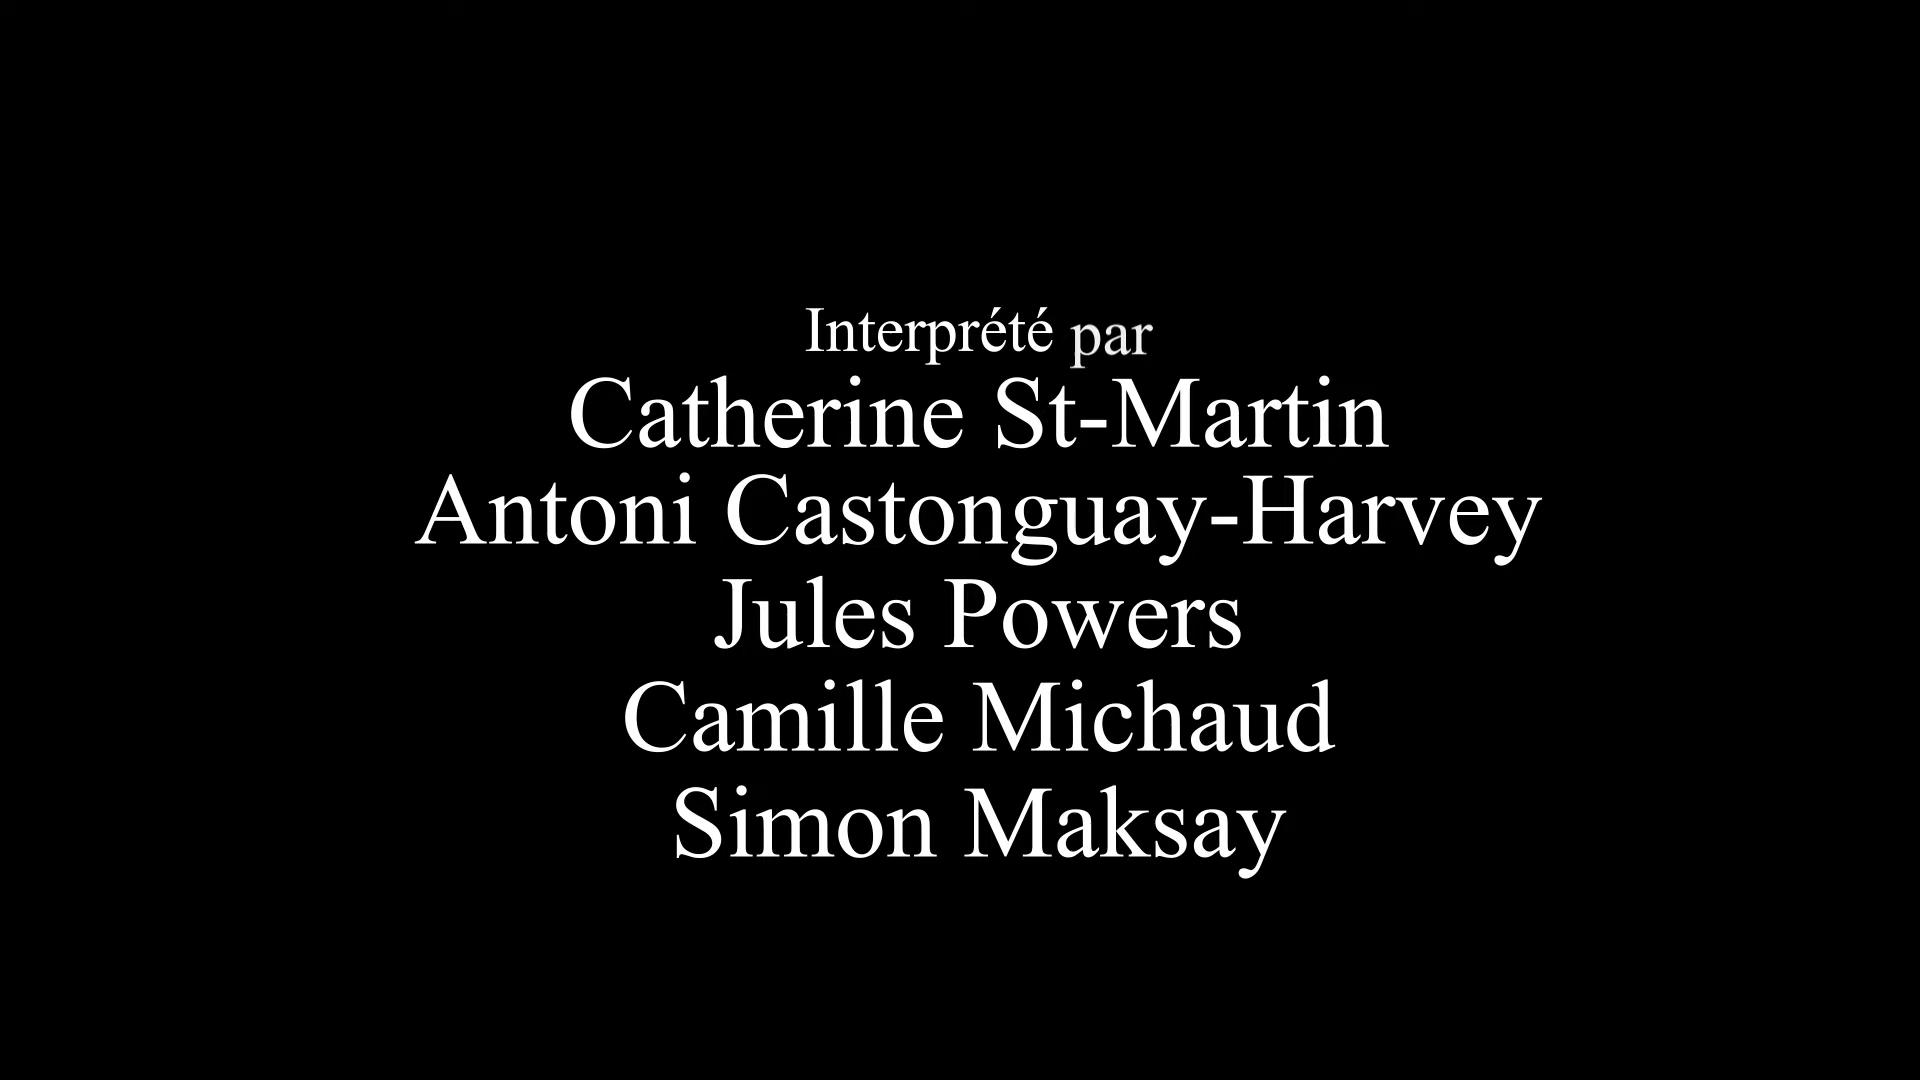 Interprété par
Catherine St-Martin
Antoni Castonguay-Harvey
Jules Powers
Camille Michaud
Simon Maksay